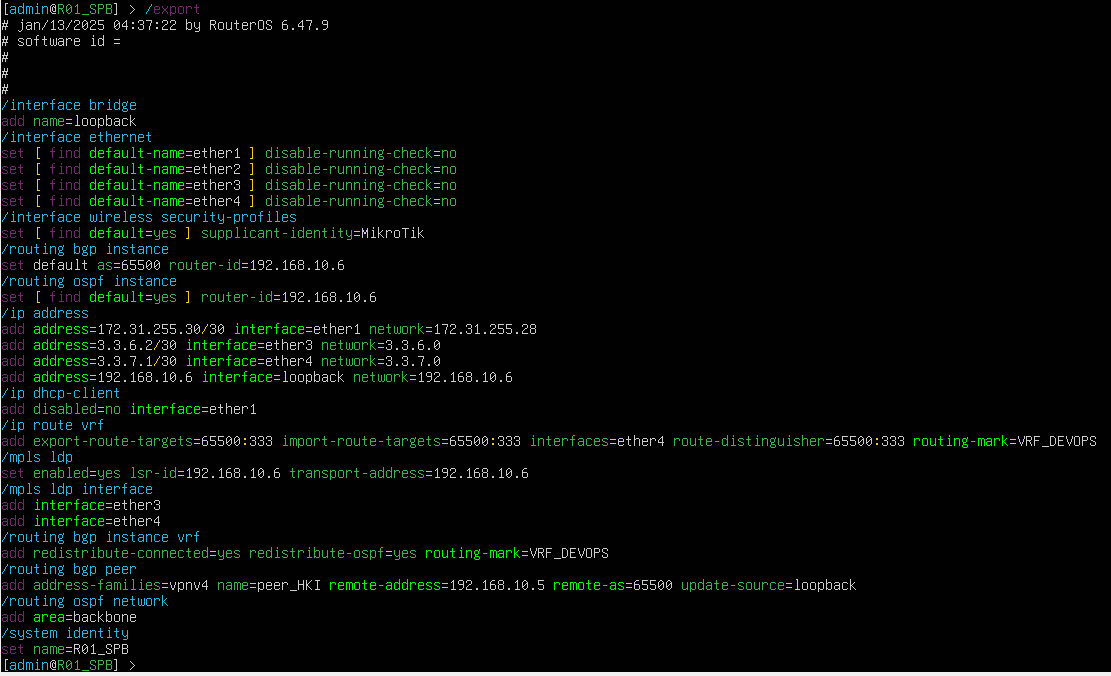 [admin@R01_SPB] > /export
# jan/13/2025 04:37:22 by RouterOS 6.47.9
# software id =
#
#
#
/interface bridge
add name=loopback
/interface ethernet
set [ find default-name=ether1 ] disable-running-check=no
set [ find default-name=ether2 ] disable-running-check=no
set [ find default-name=ether3 ] disable-running-check=no
set [ find default-name=ether4 ] disable-running-check=no
/interface wireless security-profiles
set [ find default=yes ] supplicant-identity=MikroTik
/routing bgp instance
set default as=65500 router-id=192.168.10.6
/routing ospf instance
set [ find default=yes ] router-id=192.168.10.6
/ip address
add address=172.31.255.30/30 interface=ether1 network=172.31.255.28
add address=3.3.6.2/30 interface=ether3 network=3.3.6.0
add address=3.3.7.1/30 interface=ether4 network=3.3.7.0
add address=192.168.10.6 interface=loopback network=192.168.10.6
/ip dhcp-client
add disabled=no interface=ether1
/ip route vrf
add export-route-targets=65500:333 import-route-targets=65500:333 interfaces=ether4 route-distinguisher=65500:333 routing-mark=VRF_DEVOPS
/mpls ldp
set enabled=yes lsr-id=192.168.10.6 transport-address=192.168.10.6
/mpls ldp interface
add interface=ether3
add interface=ether4
/routing bgp instance vrf
add redistribute-connected=yes redistribute-ospf=yes routing-mark=VRF_DEVOPS
/routing bgp peer
add address-families=vpnv4 name=peer_HKI remote-address=192.168.10.5 remote-as=65500 update-source=loopback
/routing ospf network
add area=backbone
/system identity
set name=R01_SPB
[admin@R01_SPB] >